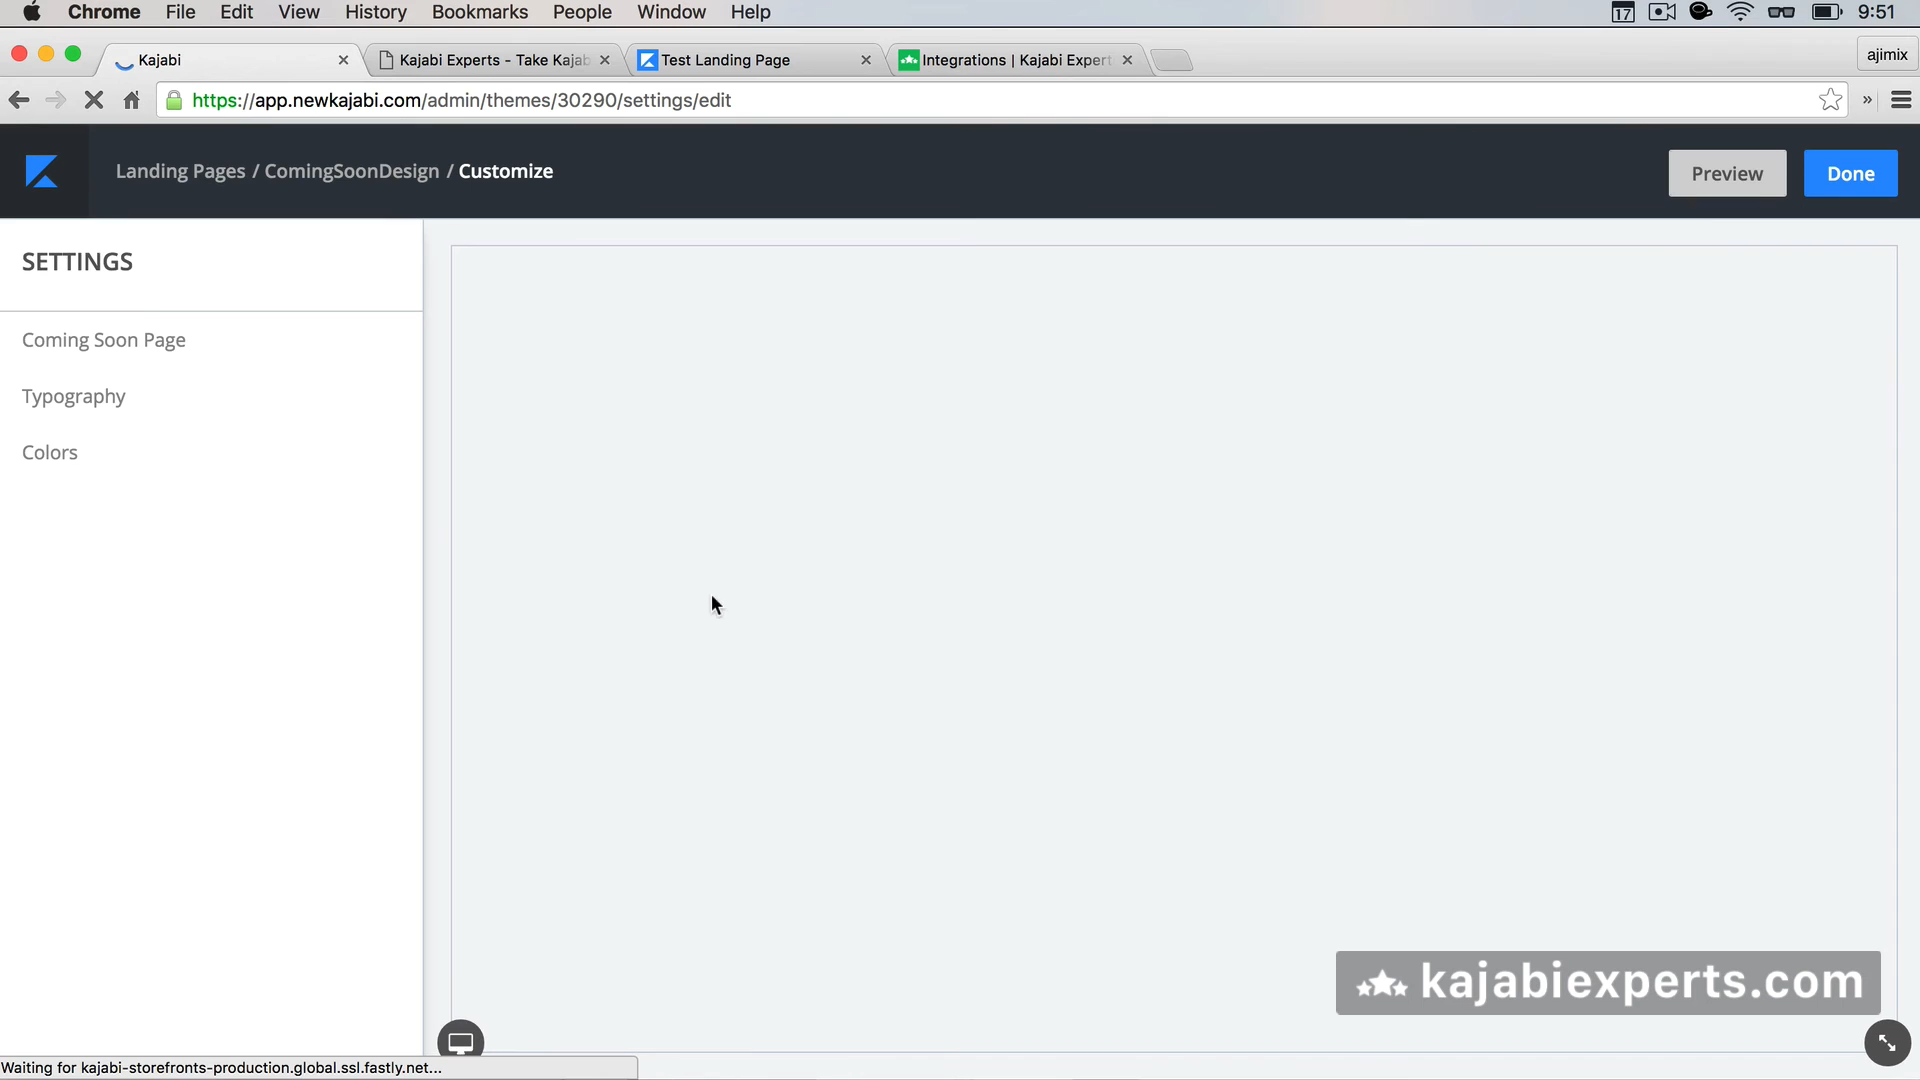 Chrome File Edit View History Bookmarks People Window Help 17 9:51
Kajabi Kajabi Experts - Take Kajab Test Landing Page Integrations | Kajabi Expert ajimix
https://app.newkajabi.com/admin/themes/30290/settings/edit »
Landing Pages / ComingSoonDesign / Customize Preview Done
SETTINGS
Coming Soon Page
Typography
Colors
kajabiexperts.com
Waiting for kajabi-storefronts-production.global.ssl.fastly.net...